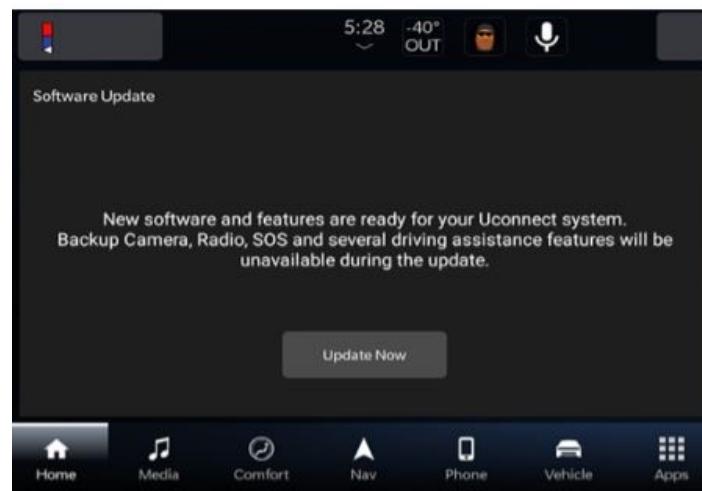 5:28
-40°
OUT
Software Update
New software and features are ready for your Uconnect system.
Backup Camera, Radio, SOS and several driving assistance features will be
unavailable during the update.
Update Now
Home Media Comfort Nav Phone Vehicle Apps